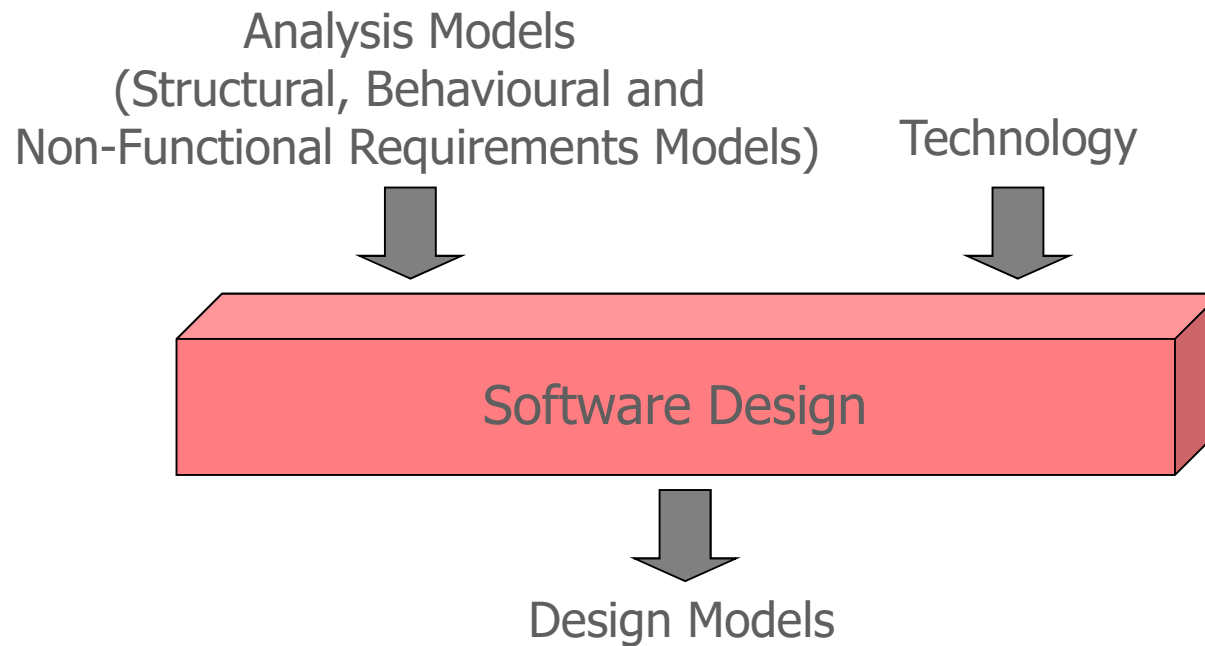 Analysis Models
(Structural, Behavioural and
Non-Functional Requirements Models)
Technology
Software Design
Design Models